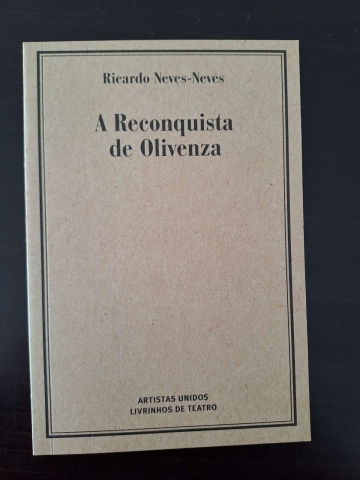 Ricardo Neves-Neves
A Reconquista
de Olivenza
ARTISTAS UNIDOS
LIVRINHOS DE TEATRO